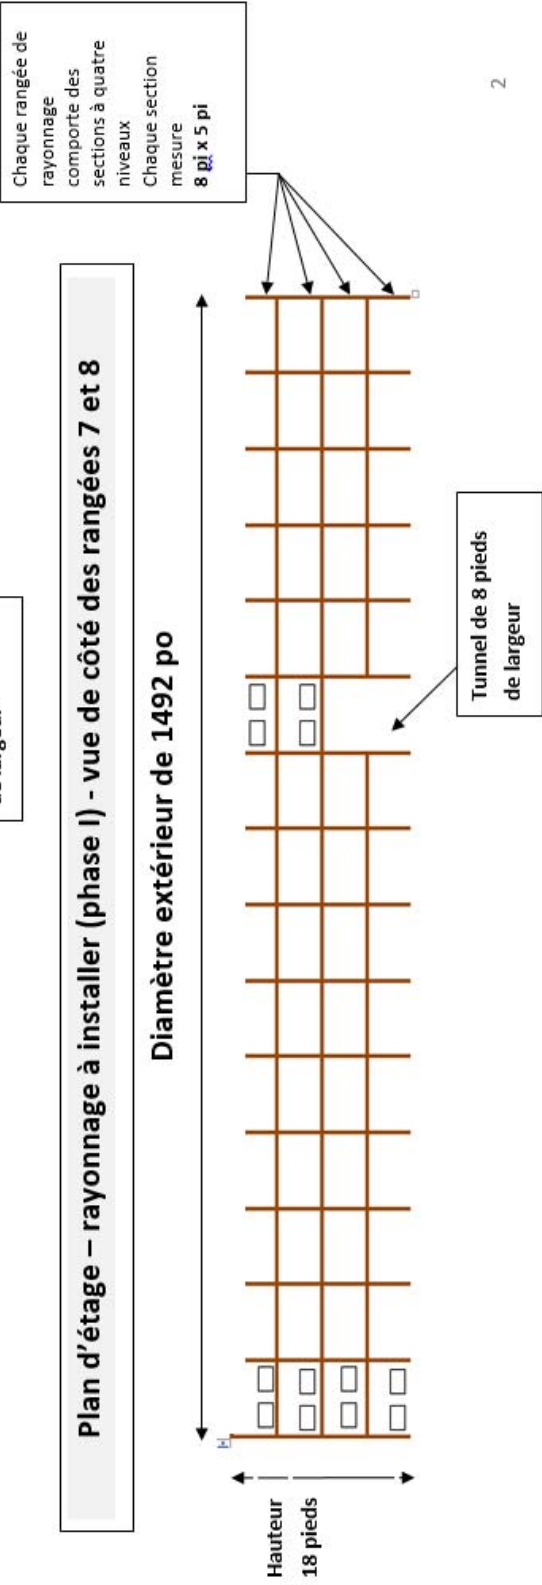 Chaque rangée de
rayonnage
comporte des
sections à quatre
niveaux
Chaque section
mesure
8 pi x 5 pi
Plan d’étage – rayonnage à installer (phase I) - vue de côté des rangées 7 et 8
Diamètre extérieur de 1492 po
Hauteur
18 pieds
Tunnel de 8 pieds
de largeur
2